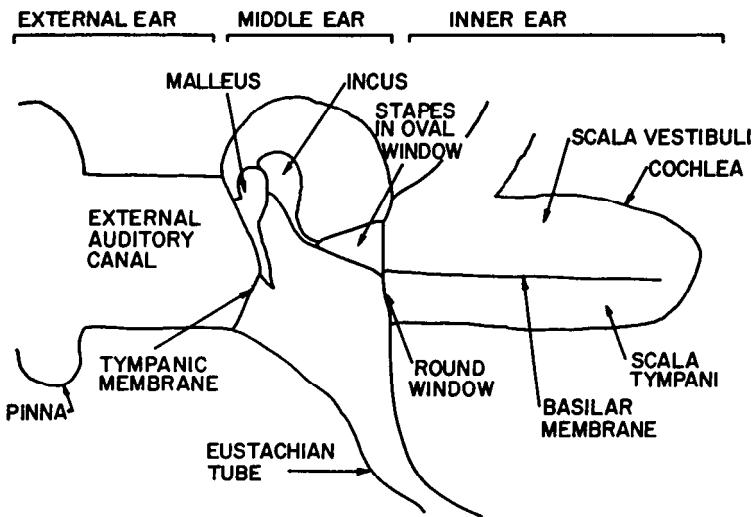 EXTERNAL EAR
MIDDLE EAR
INNER EAR
MALLEUS
INCUS
STAPES
IN OVAL
WINDOW
SCALA VESTIBULI
COCHLEA
EXTERNAL
AUDITORY
CANAL
TYMPANIC
MEMBRANE
ROUND
WINDOW
SCALA
TYMPANI
PINNA
BASILAR
MEMBRANE
EUSTACHIAN
TUBE